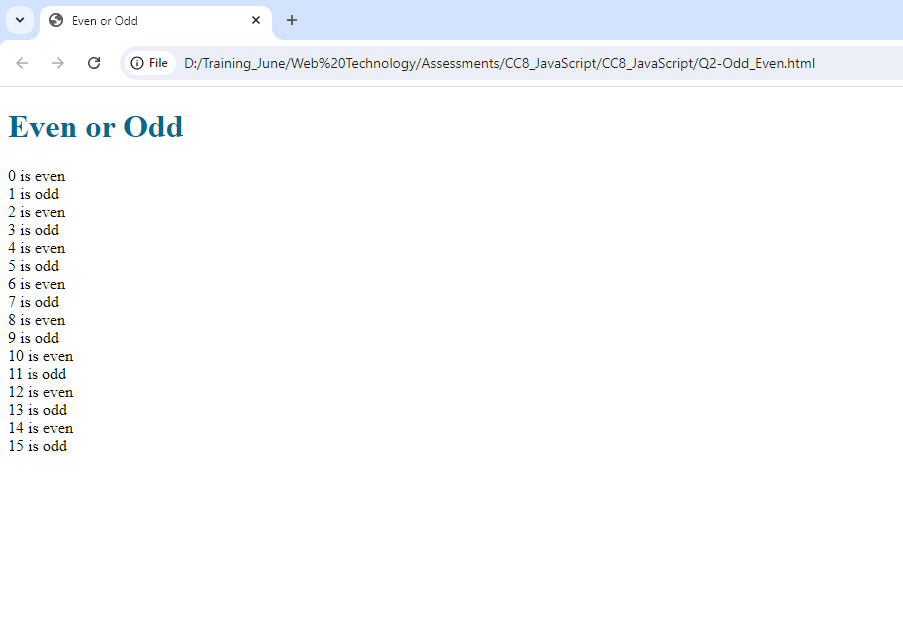 Even or Odd
File D:/Training_June/Web%20Technology/Assessments/CC8_JavaScript/CC8_JavaScript/Q2-Odd_Even.html
Even or Odd
0 is even
1 is odd
2 is even
3 is odd
4 is even
5 is odd
6 is even
7 is odd
8 is even
9 is odd
10 is even
11 is odd
12 is even
13 is odd
14 is even
15 is odd